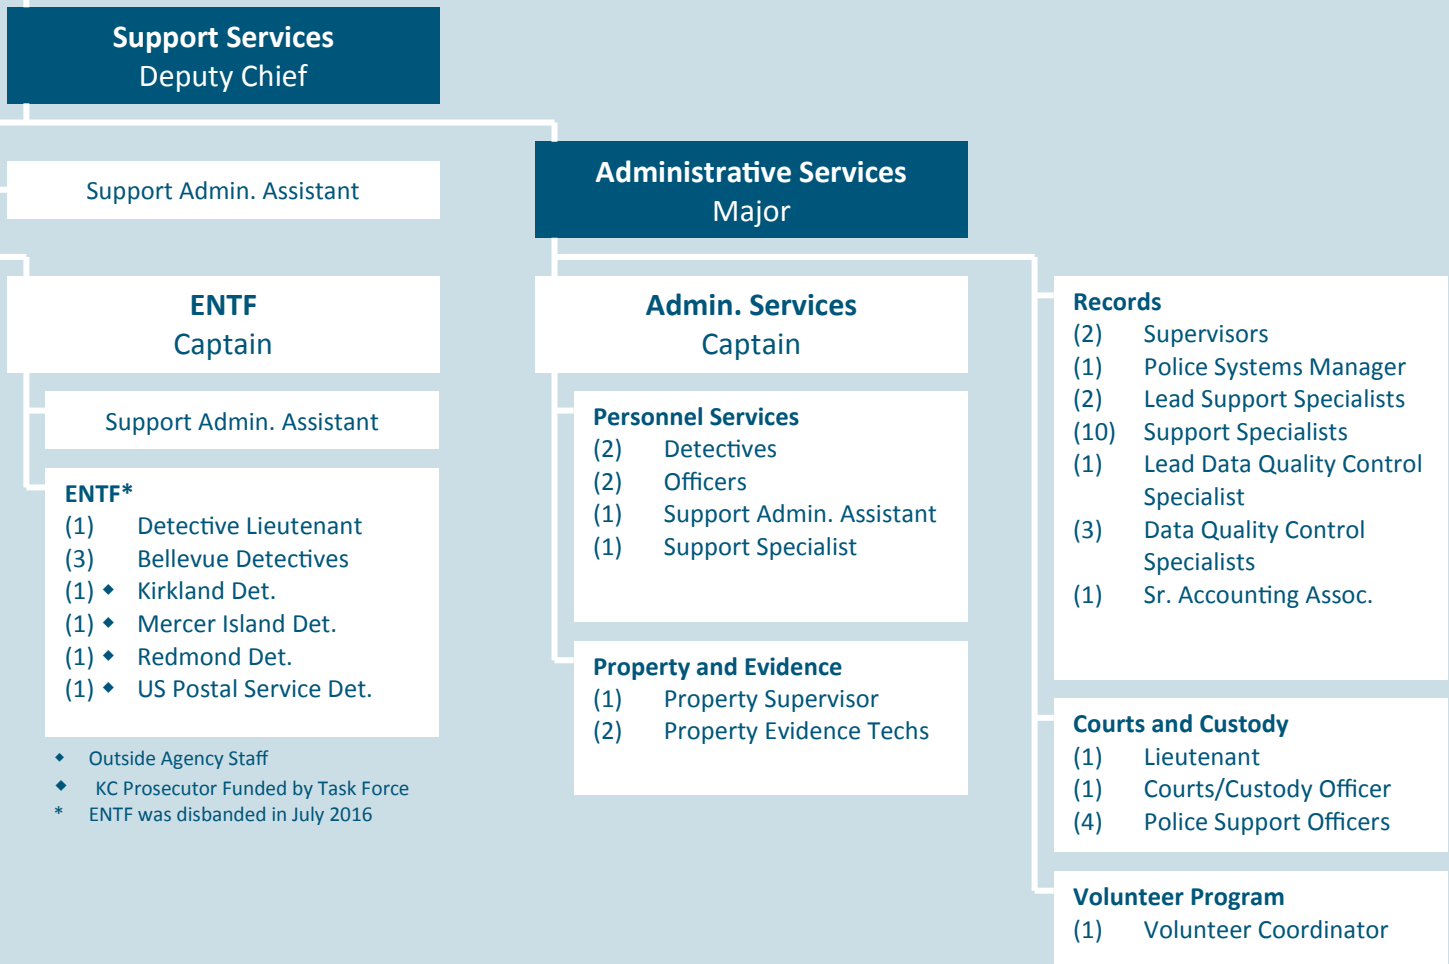 Support Services
Deputy Chief
Support Admin. Assistant
Administrative Services
Major
ENTF
Captain
Support Admin. Assistant
ENTF*
(1) Detective Lieutenant
(3) Bellevue Detectives
(1) ◆ Kirkland Det.
(1) ◆ Mercer Island Det.
(1) ◆ Redmond Det.
(1) ◆ US Postal Service Det.
◆ Outside Agency Staff
◆ KC Prosecutor Funded by Task Force
* ENTF was disbanded in July 2016
Admin. Services
Captain
Personnel Services
(2) Detectives
(2) Officers
(1) Support Admin. Assistant
(1) Support Specialist
Property and Evidence
(1) Property Supervisor
(2) Property Evidence Techs
Records
(2) Supervisors
(1) Police Systems Manager
(2) Lead Support Specialists
(10) Support Specialists
(1) Lead Data Quality Control
Specialist
(3) Data Quality Control
Specialists
(1) Sr. Accounting Assoc.
Courts and Custody
(1) Lieutenant
(1) Courts/Custody Officer
(4) Police Support Officers
Volunteer Program
(1) Volunteer Coordinator